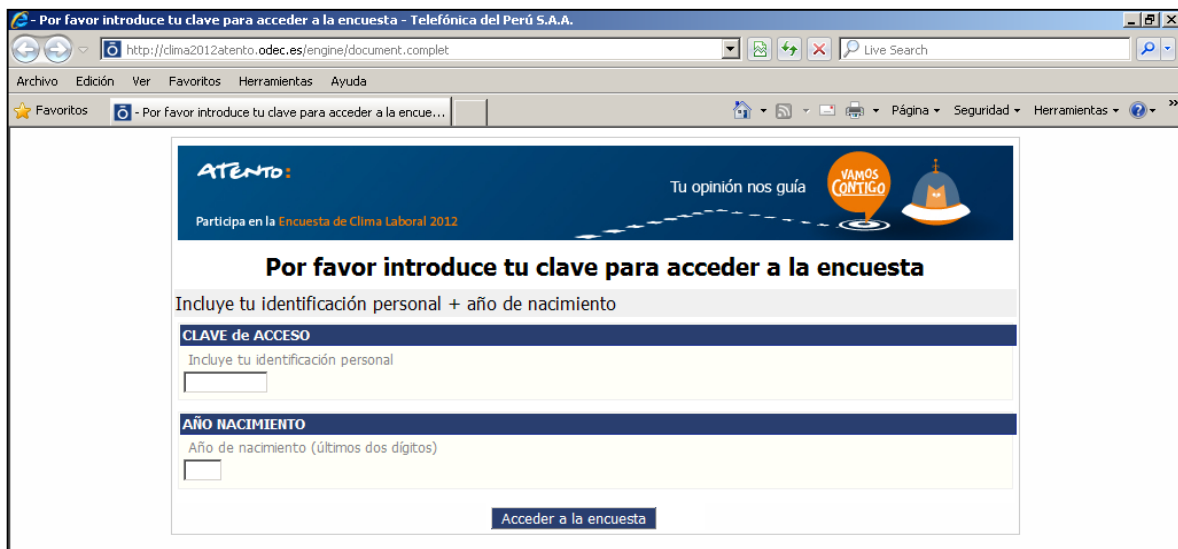 - Por favor introduce tu clave para acceder a la encuesta - Telefónica del Perú S.A.A.
http://clima2012atento.odec.es/engine/document.complet
Live Search
Archivo Edición Ver Favoritos Herramientas Ayuda
Favoritos
- Por favor introduce tu clave para acceder a la encue...
Página Seguridad Herramientas
ATENTO:
Tu opinión nos guía
VAMOS
CONTIGO
Participa en la Encuesta de Clima Laboral 2012
Por favor introduce tu clave para acceder a la encuesta
Incluye tu identificación personal + año de nacimiento
CLAVE de ACCESO
Incluye tu identificación personal
AÑO NACIMIENTO
Año de nacimiento (últimos dos dígitos)
Acceder a la encuesta